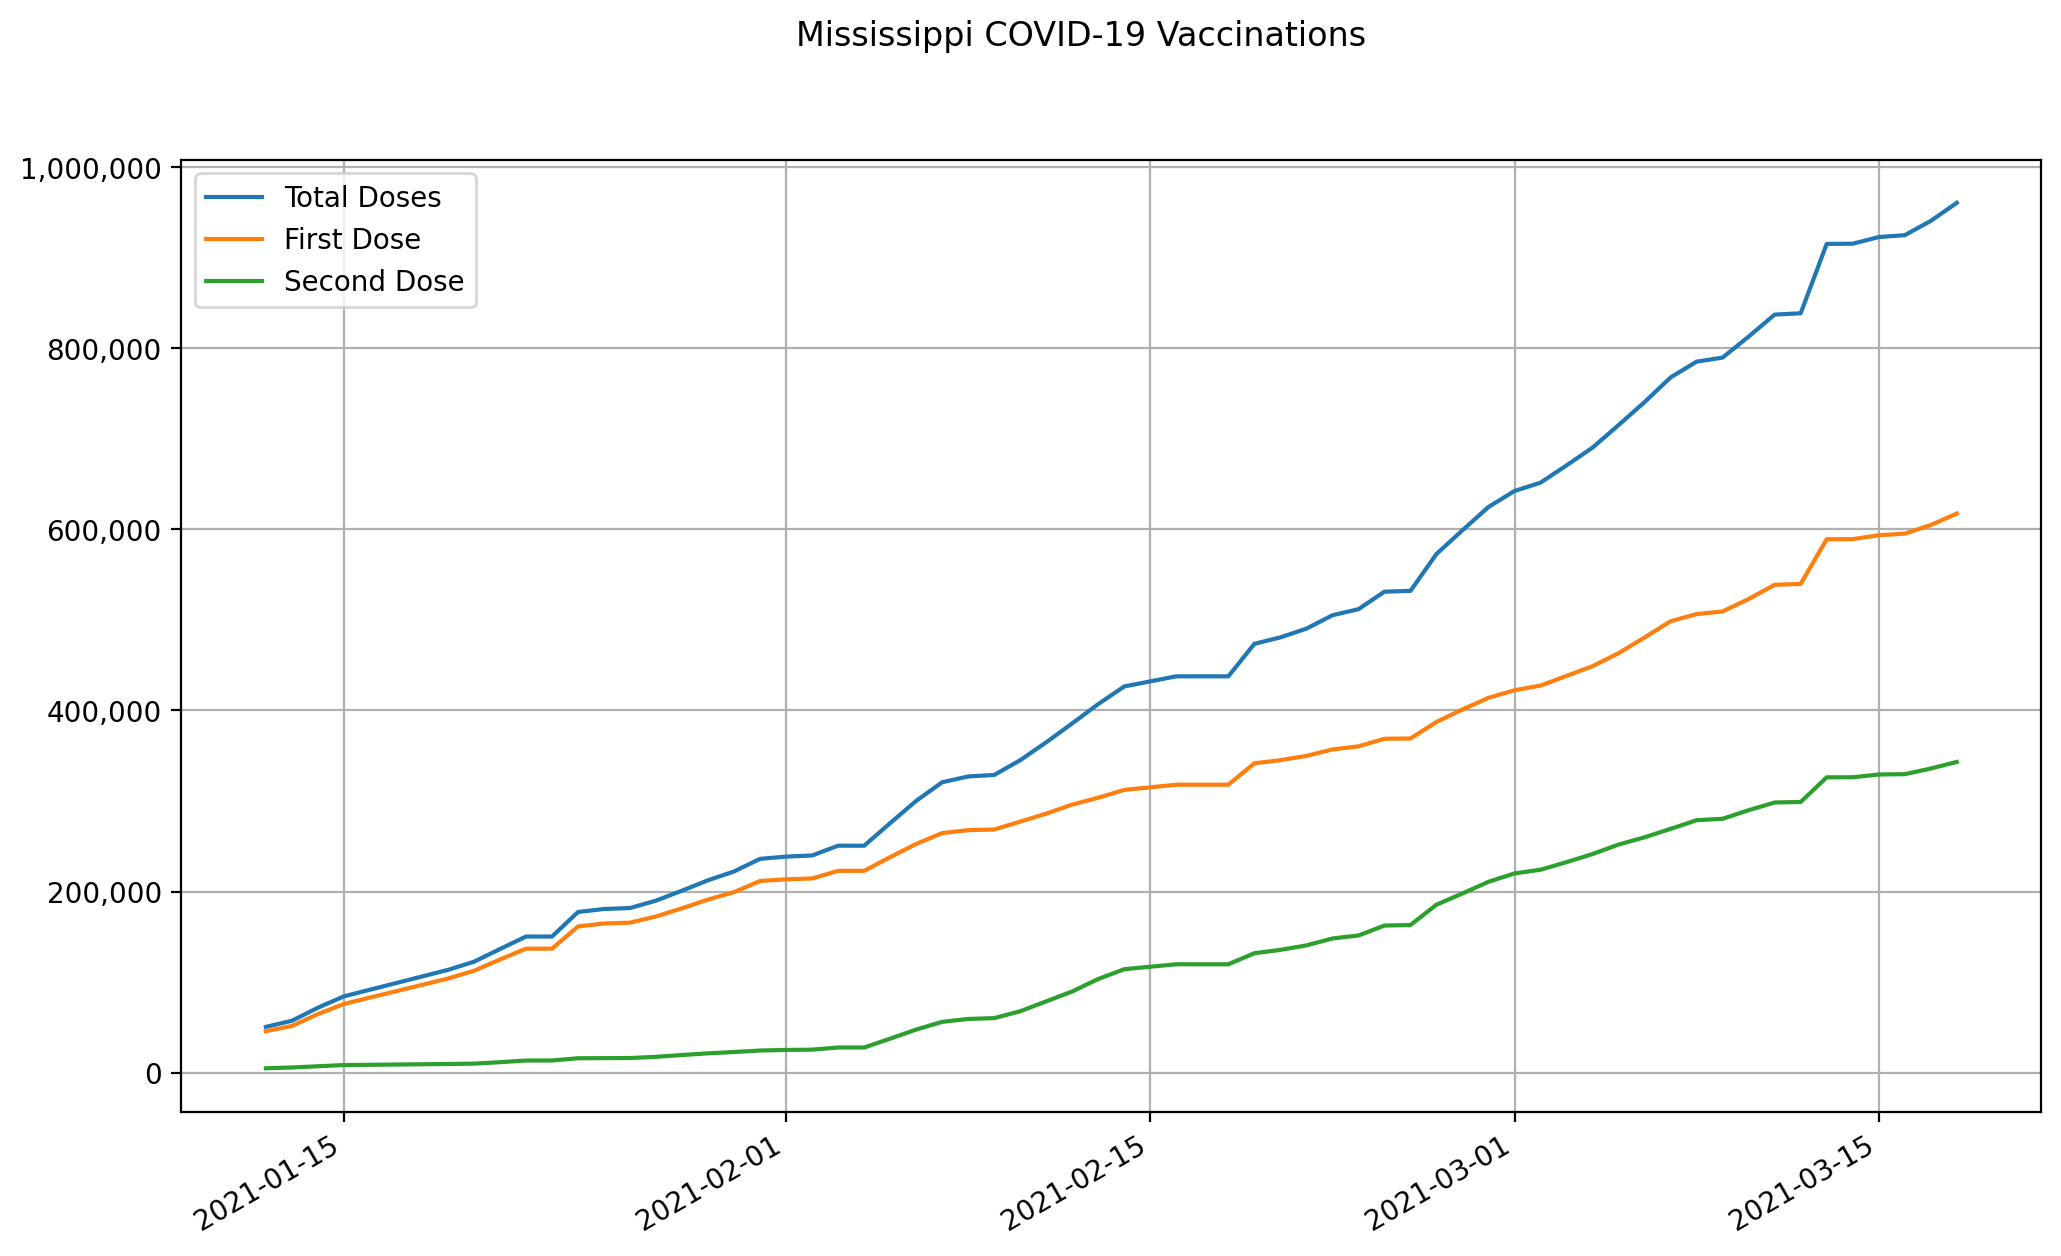 Mississippi COVID-19 Vaccinations
1,000,000
800,000
600,000
400,000
200,000
0
Total Doses
First Dose
Second Dose
2021-01-15
2021-02-01
2021-02-15
2021-03-01
2021-03-15